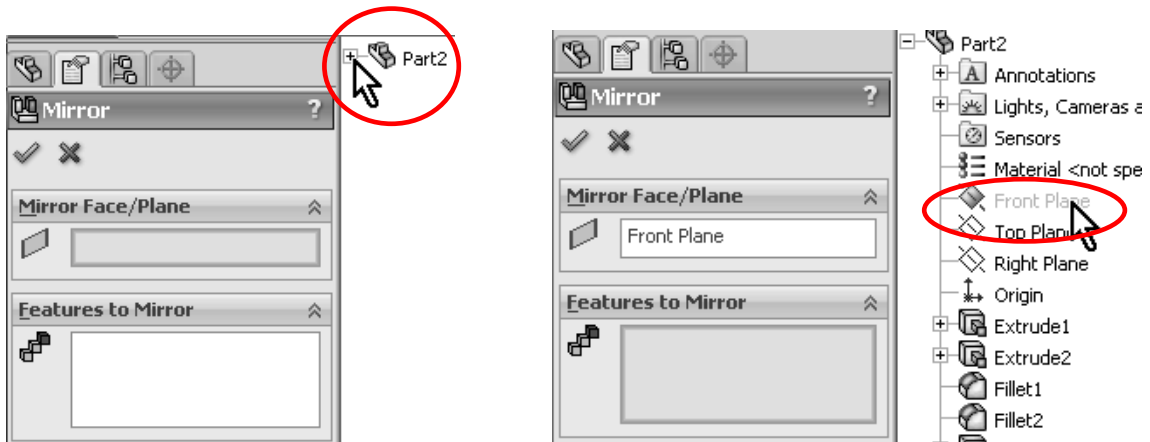 Part2
Mirror ?
Mirror Face/Plane
Features to Mirror
Part2
Annotations
Lights, Cameras a
Sensors
Material <not spe
Front Plane
Top Plane
Right Plane
Origin
Extrude1
Extrude2
Fillet1
Fillet2
Mirror ?
Mirror Face/Plane
Front Plane
Features to Mirror